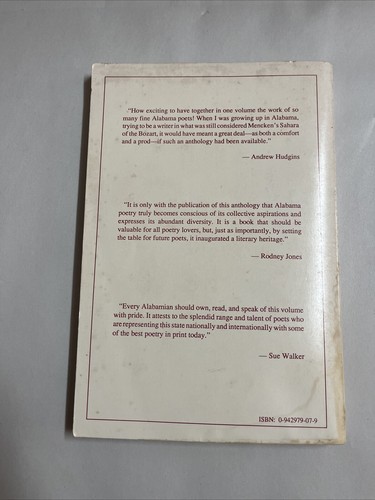 "How exciting to have together in one volume the work of so
many fine Alabama poets! When I was growing up in Alabama,
trying to be a writer in what was still considered Mencken's Sahara
of the Bozart, it would have meant a great deal—as both a comfort
and a prod—if such an anthology had been available."
— Andrew Hudgins
"It is only with the publication of this anthology that Alabama
poetry truly becomes conscious of its collective aspirations and
expresses its abundant diversity. It is a book that should be
valuable for all poetry lovers, but, just as importantly, by setting
the table for future poets, it inaugurated a literary heritage."
— Rodney Jones
"Every Alabamian should own, read, and speak of this volume
with pride. It attests to the splendid range and talent of poets who
are representing this state nationally and internationally with some
of the best poetry in print today."
— Sue Walker
ISBN: 0-942979-07-9